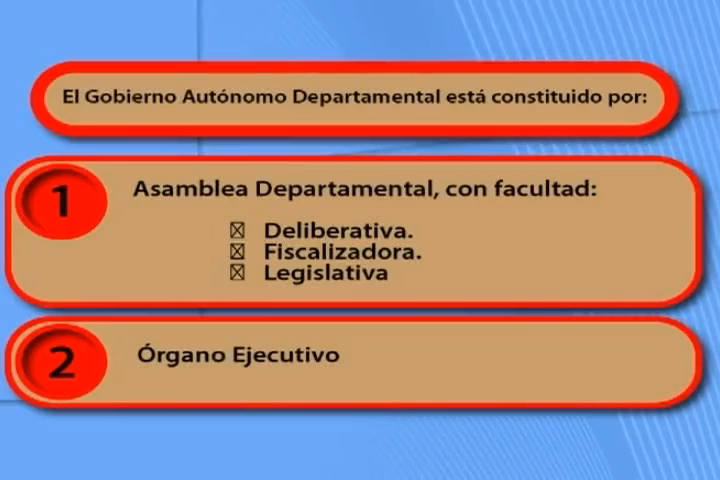 El Gobierno Autónomo Departamental está constituido por:
1
Asamblea Departamental, con facultad:
Deliberativa.
Fiscalizadora.
Legislativa
2
Órgano Ejecutivo